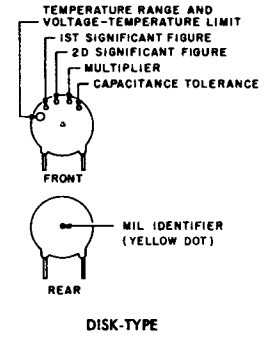 TEMPERATURE RANGE AND
VOLTAGE-TEMPERATURE LIMIT
1ST SIGNIFICANT FIGURE
2D SIGNIFICANT FIGURE
MULTIPLIER
CAPACITANCE TOLERANCE
FRONT
MIL IDENTIFIER
(YELLOW DOT)
REAR
DISK-TYPE